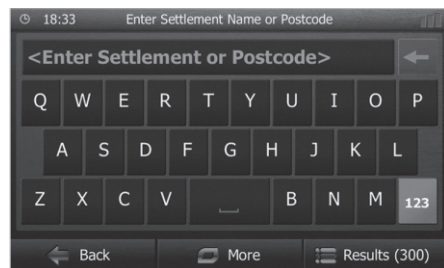 18:33 Enter Settlement Name or Postcode
<Enter Settlement or Postcode>
Q W E R T Y U I O P
A S D F G H J K L
Z X C V B N M 123
Back More Results (300)